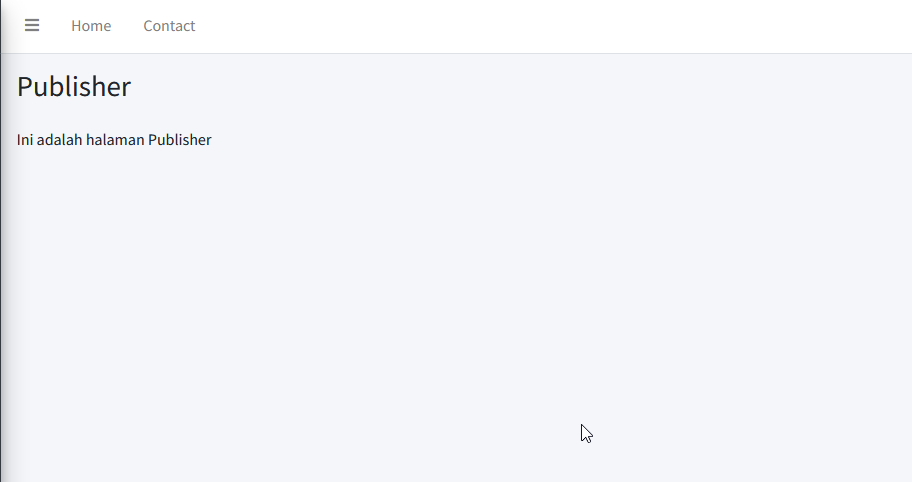 Home Contact
Publisher
Ini adalah halaman Publisher